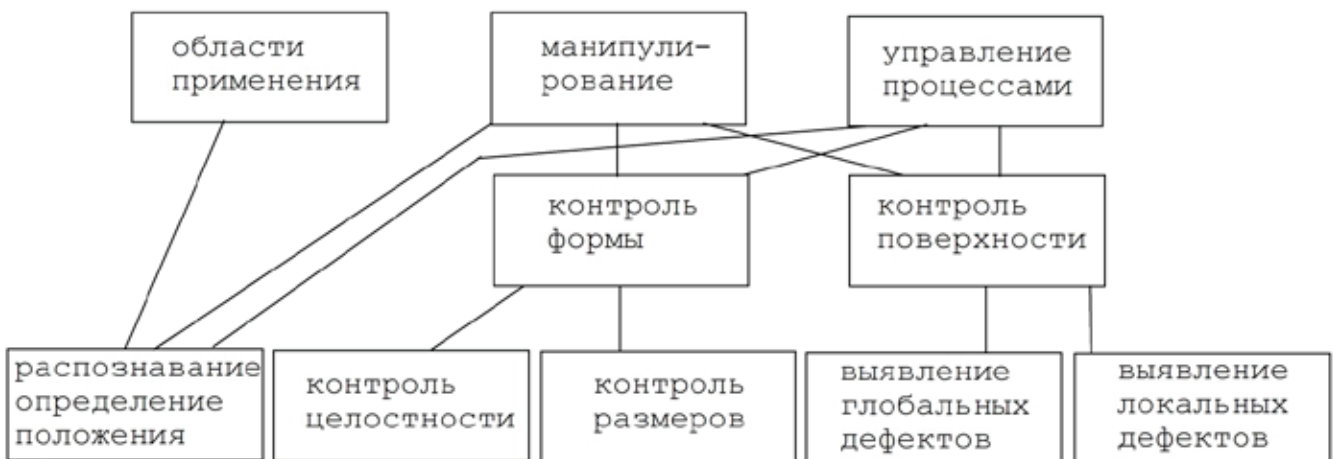 области
применения
манипули-
рование
управление
процессами
контроль
формы
контроль
поверхности
распознавание
определение
положения
контроль
целостности
контроль
размеров
выявление
глобальных
дефектов
выявление
локальных
дефектов